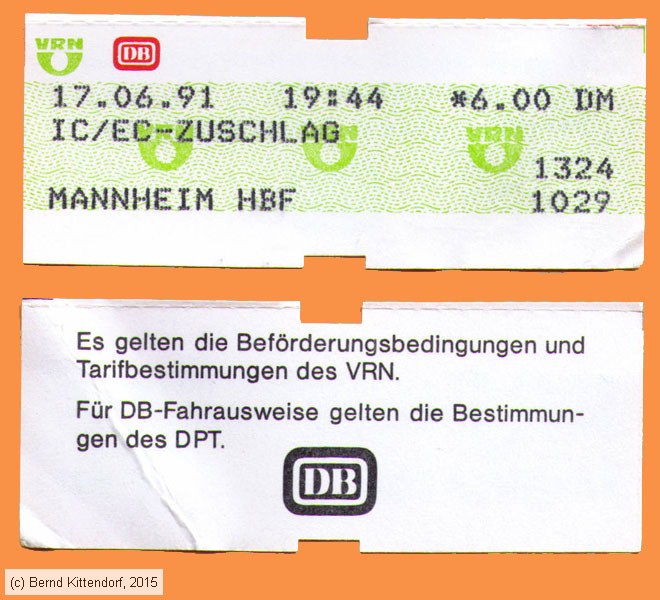 VRN DB
17.06.91 19:44 *6.00 DM
IC/EC-ZUSCHLAG
VRN VRN VRN
1324
MANNHEIM HBF 1029
Es gelten die Beförderungsbedingungen und
Tarifbestimmungen des VRN.
Für DB-Fahrausweise gelten die Bestimmun-
gen des DPT.
DB
(c) Bernd Kittendorf, 2015